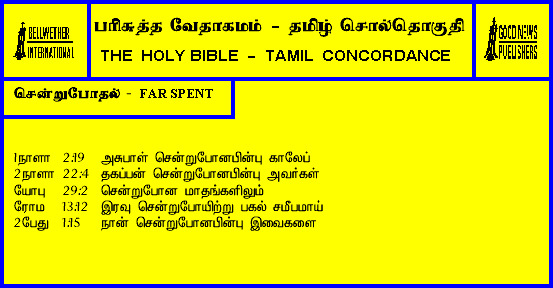 BELLWETHER
INTERNATIONAL
பரிசுத்த வேதாகமம் - தமிழ் சொல்தொகுதி
THE HOLY BIBLE - TAMIL CONCORDANCE
GOOD NEWS
PUBLISHERS
சென்றுபோதல் - FAR SPENT
1நாளா 2:19 அசுபாள் சென்றுபோனபின்பு காலேப்
2நாளா 22:4 தகப்பன் சென்றுபோனபின்பு அவர்கள்
யோபு 29:2 சென்றுபோன மாதங்களிலும்
ரோம 13:12 இரவு சென்றுபோயிற்று பகல் சமீபமாய்
2பேது 1:15 நான் சென்றுபோனபின்பு இவைகளை